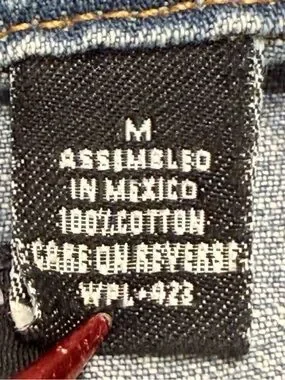 M
ASSEMBLED
IN MEXICO
100% COTTON
CARE ON REVERSE
WPL+423